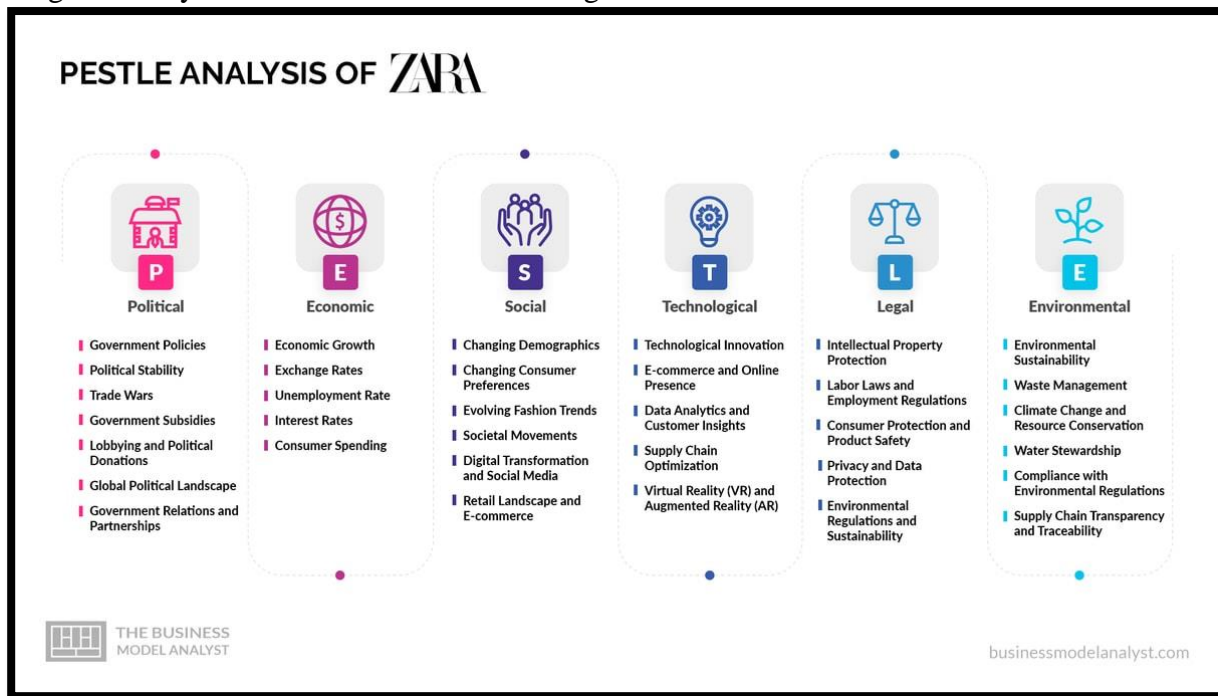 PESTLE ANALYSIS OF ZARA
P
Political
Government Policies
Political Stability
Trade Wars
Government Subsidies
Lobbying and Political
Donations
Global Political Landscape
Government Relations and
Partnerships
$
E
Economic
Economic Growth
Exchange Rates
Unemployment Rate
Interest Rates
Consumer Spending
S
Social
Changing Demographics
Changing Consumer
Preferences
Evolving Fashion Trends
Societal Movements
Digital Transformation
and Social Media
Retail Landscape and
E-commerce
T
Technological
Technological Innovation
E-commerce and Online
Presence
Data Analytics and
Customer Insights
Supply Chain
Optimization
Virtual Reality (VR) and
Augmented Reality (AR)
L
Legal
Intellectual Property
Protection
Labor Laws and
Employment Regulations
Consumer Protection and
Product Safety
Privacy and Data
Protection
Environmental
Regulations and
Sustainability
E
Environmental
Environmental
Sustainability
Waste Management
Climate Change and
Resource Conservation
Water Stewardship
Compliance with
Environmental Regulations
Supply Chain Transparency
and Traceability
THE BUSINESS
MODEL ANALYST
businessmodelanalyst.com